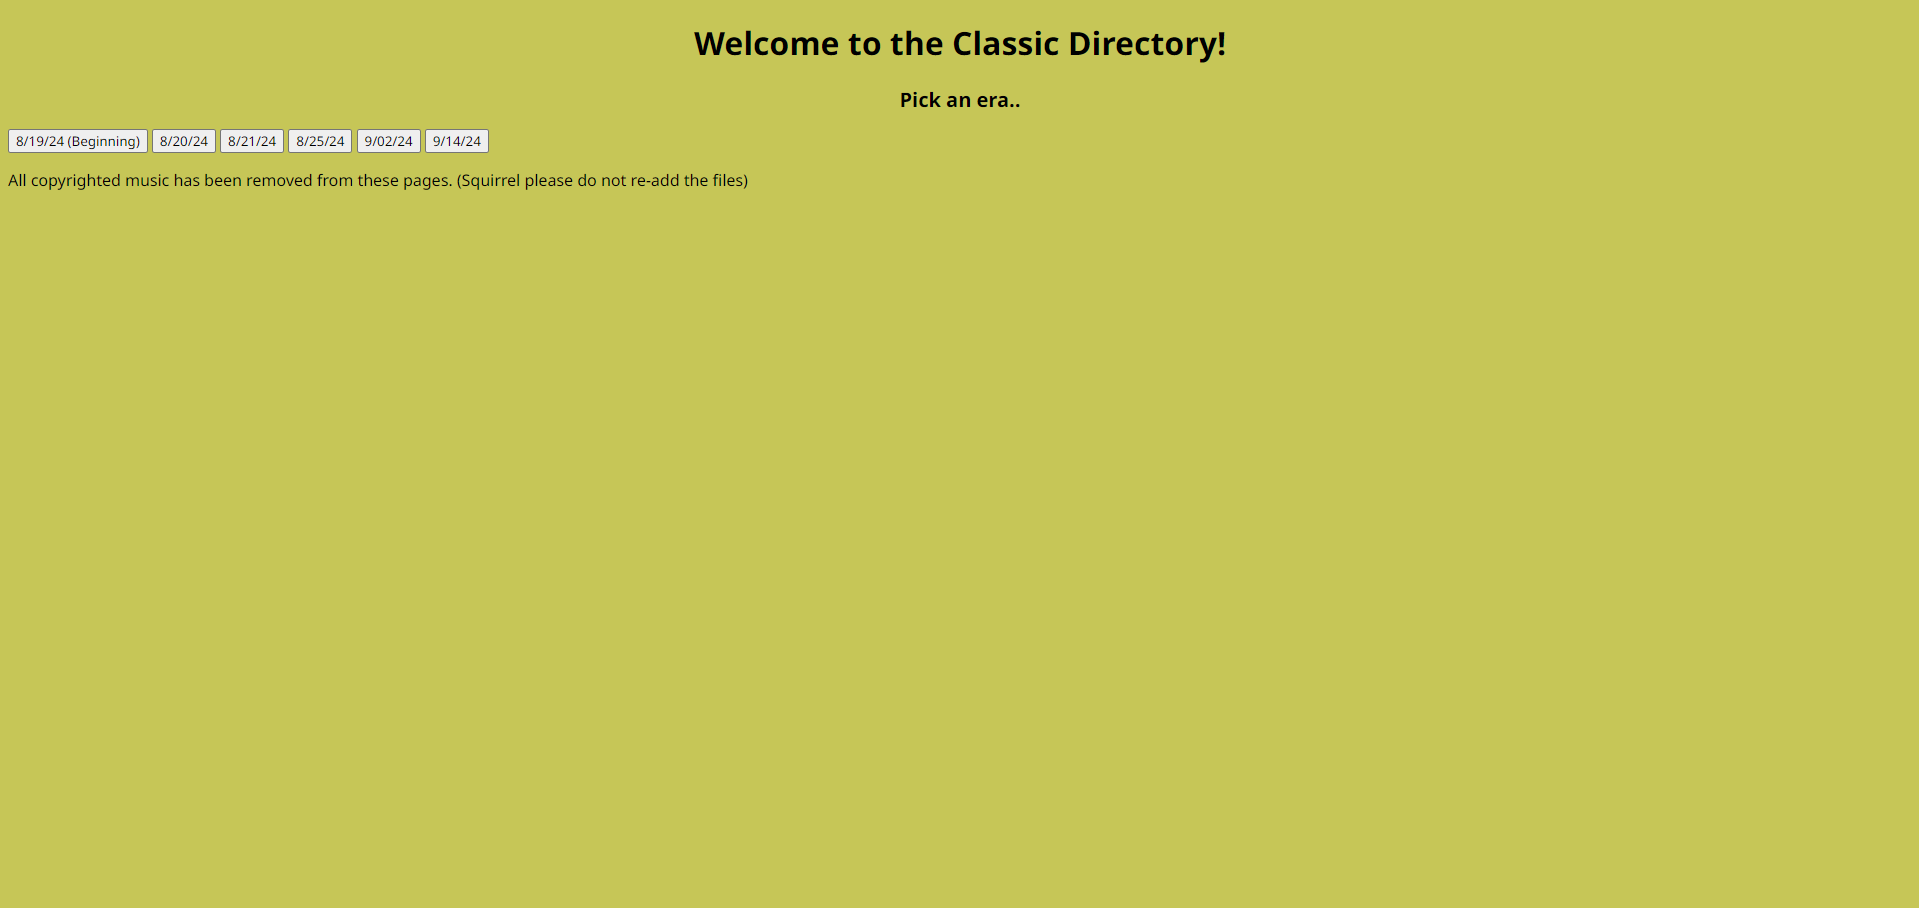 Welcome to the Classic Directory!
Pick an era..
8/19/24 (Beginning) 8/20/24 8/21/24 8/25/24 9/02/24 9/14/24
All copyrighted music has been removed from these pages. (Squirrel please do not re-add the files)